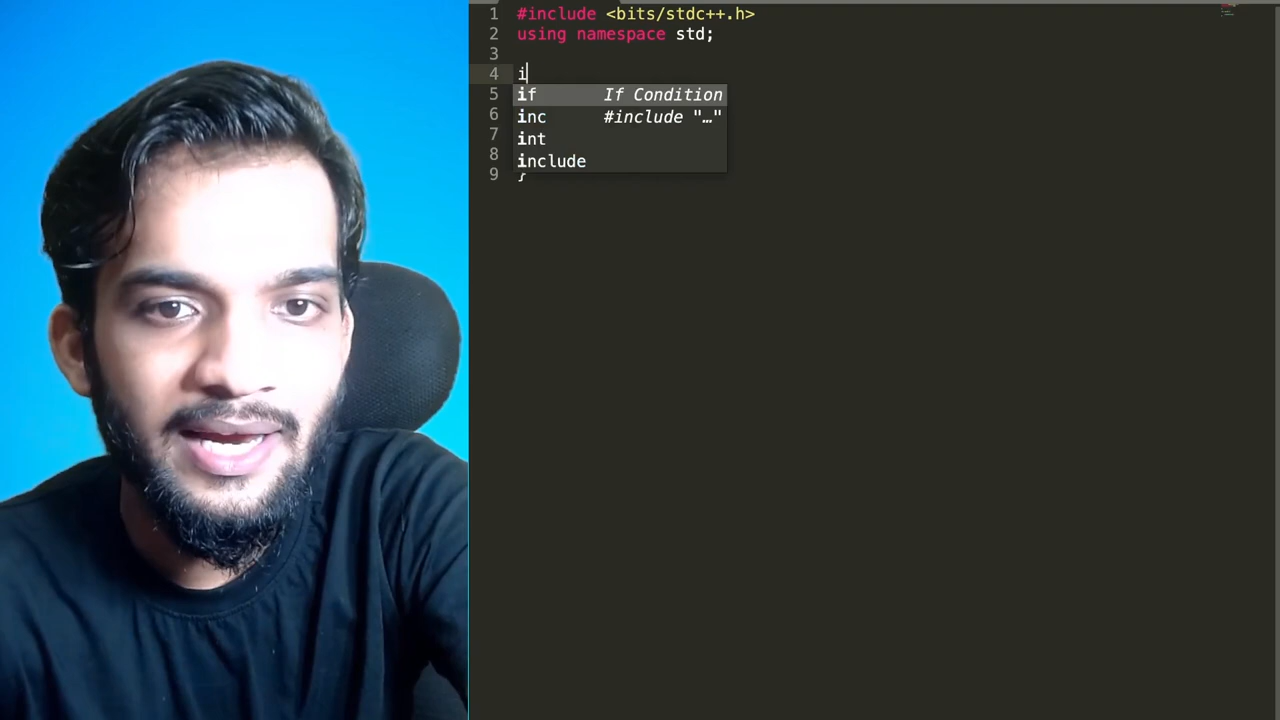 1 #include <bits/stdc++.h>
2 using namespace std;
3
4 i
5 if If Condition
6 inc #include "…"
7 int
8 include
9 }